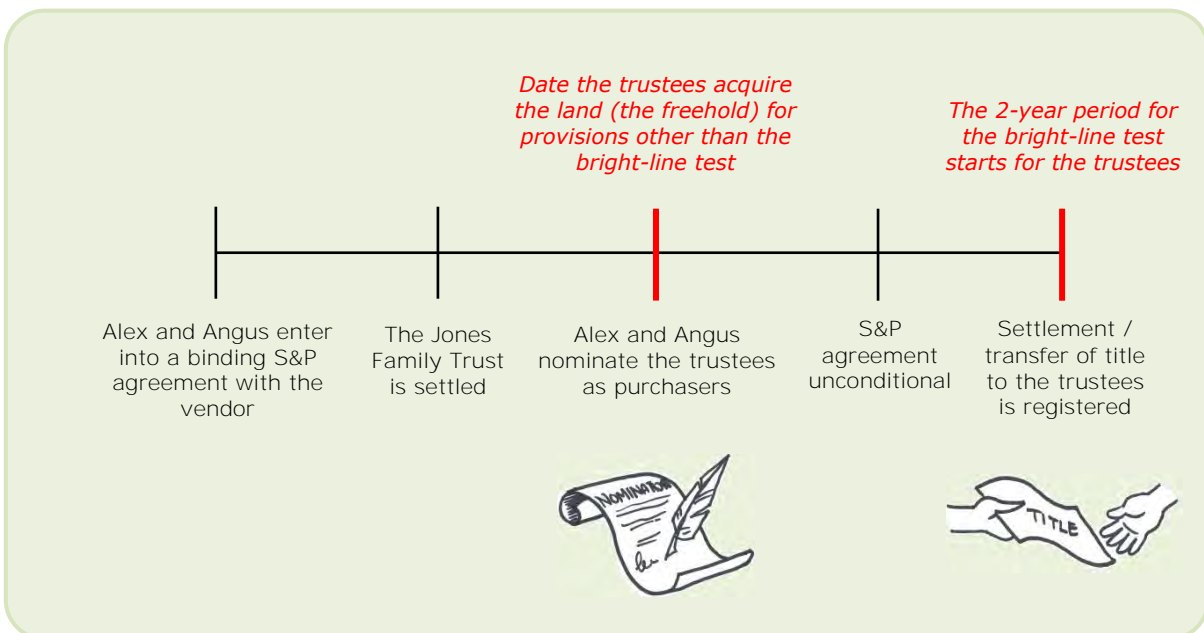 Date the trustees acquire
the land (the freehold) for
provisions other than the
bright-line test
The 2-year period for
the bright-line test
starts for the trustees
Alex and Angus enter
into a binding S&P
agreement with the
vendor
The Jones
Family Trust
is settled
Alex and Angus
nominate the trustees
as purchasers
S&P
agreement
unconditional
Settlement /
transfer of title
to the trustees
is registered
TITLE